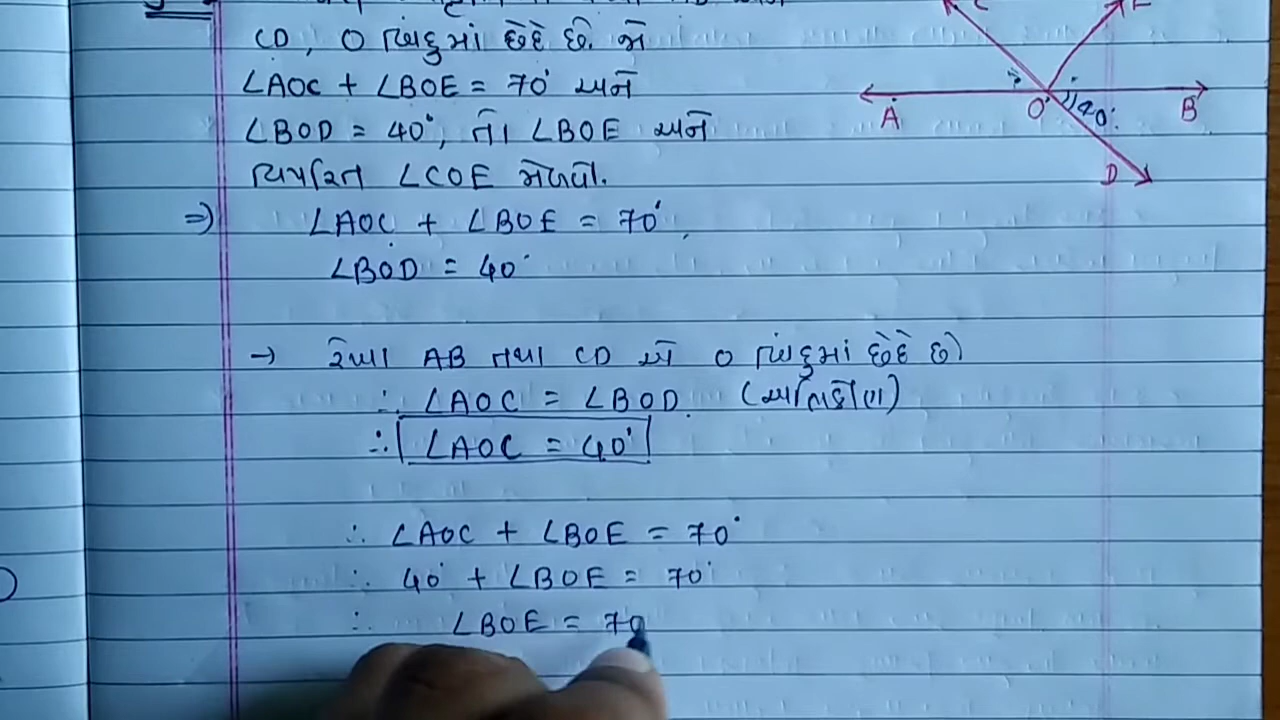 CD, O બિંદુમાં છેદે છે. જો
∠AOC + ∠BOE = 70° અને
∠BOD = 40°, તો ∠BOE અને
વિપરિત ∠COE મેળવો.
⇒ ∠AOC + ∠BOE = 70°,
∠BOD = 40°
→ રેખા AB તથા CD એ O બિંદુમાં છેદે છે
∴ ∠AOC = ∠BOD. (અભિકોણ)
∴ ∠AOC = 40°
∴ ∠AOC + ∠BOE = 70°
∴ 40° + ∠BOE = 70°
∴ ∠BOE = 70
A O B
40°
D